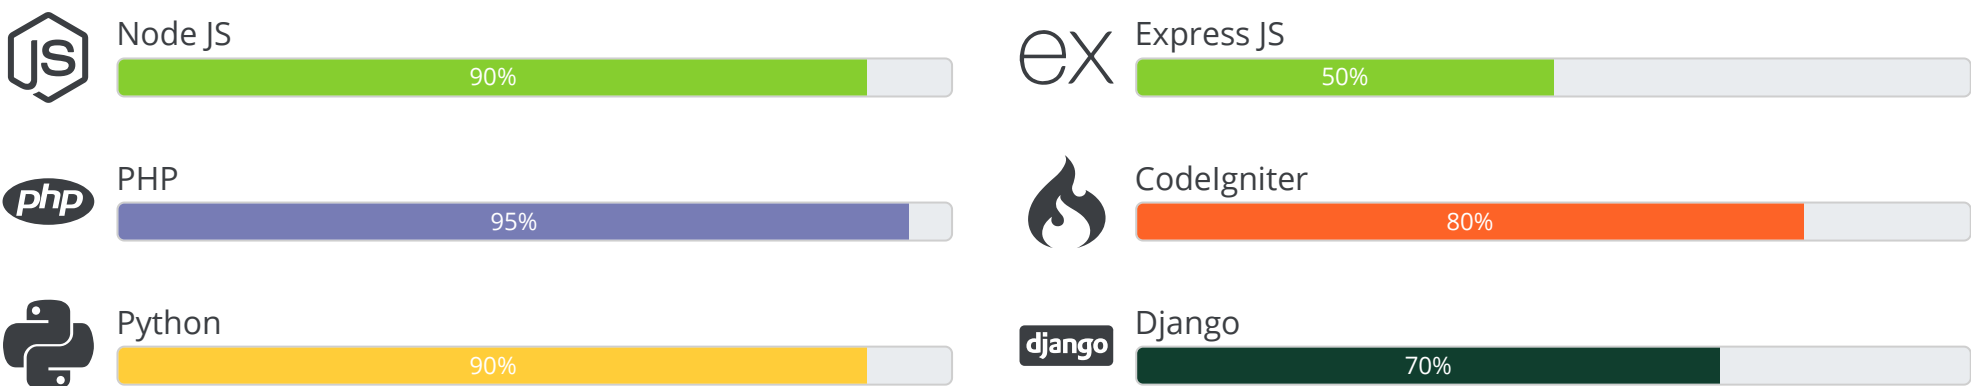 JS
Node JS
90%
ex
Express JS
50%
php
PHP
95%
CodeIgniter
80%
Python
90%
django
Django
70%